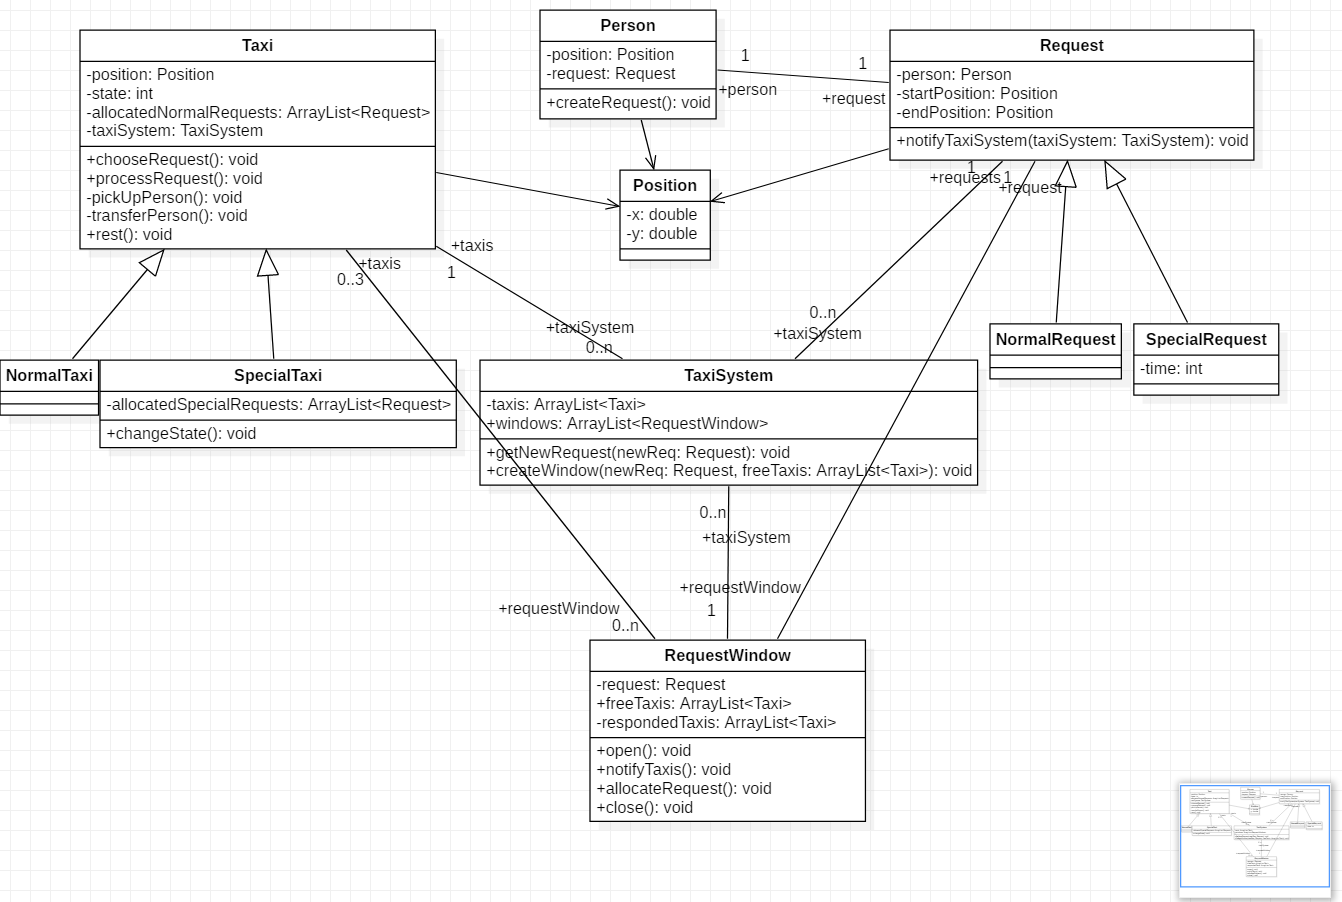 Taxi
-position: Position
-state: int
-allocatedNormalRequests: ArrayList<Request>
-taxiSystem: TaxiSystem
+chooseRequest(): void
+processRequest(): void
-pickUpPerson(): void
-transferPerson(): void
+rest(): void
Person
-position: Position
-request: Request
+createRequest(): void
1
+person
1
+request
Request
-person: Person
-startPosition: Position
-endPosition: Position
+notifyTaxiSystem(taxiSystem: TaxiSystem): void
Position
-x: double
-y: double
1
+requests
1
+request
+taxis
0..3
+taxis
1
+taxiSystem
0..n
0..n
+taxiSystem
NormalTaxi
SpecialTaxi
-allocatedSpecialRequests: ArrayList<Request>
+changeState(): void
TaxiSystem
-taxis: ArrayList<Taxi>
+windows: ArrayList<RequestWindow>
+getNewRequest(newReq: Request): void
+createWindow(newReq: Request, freeTaxis: ArrayList<Taxi>): void
NormalRequest
SpecialRequest
-time: int
0..n
+taxiSystem
+requestWindow
1
+requestWindow
0..n
RequestWindow
-request: Request
+freeTaxis: ArrayList<Taxi>
-respondedTaxis: ArrayList<Taxi>
+open(): void
+notifyTaxis(): void
+allocateRequest(): void
+close(): void